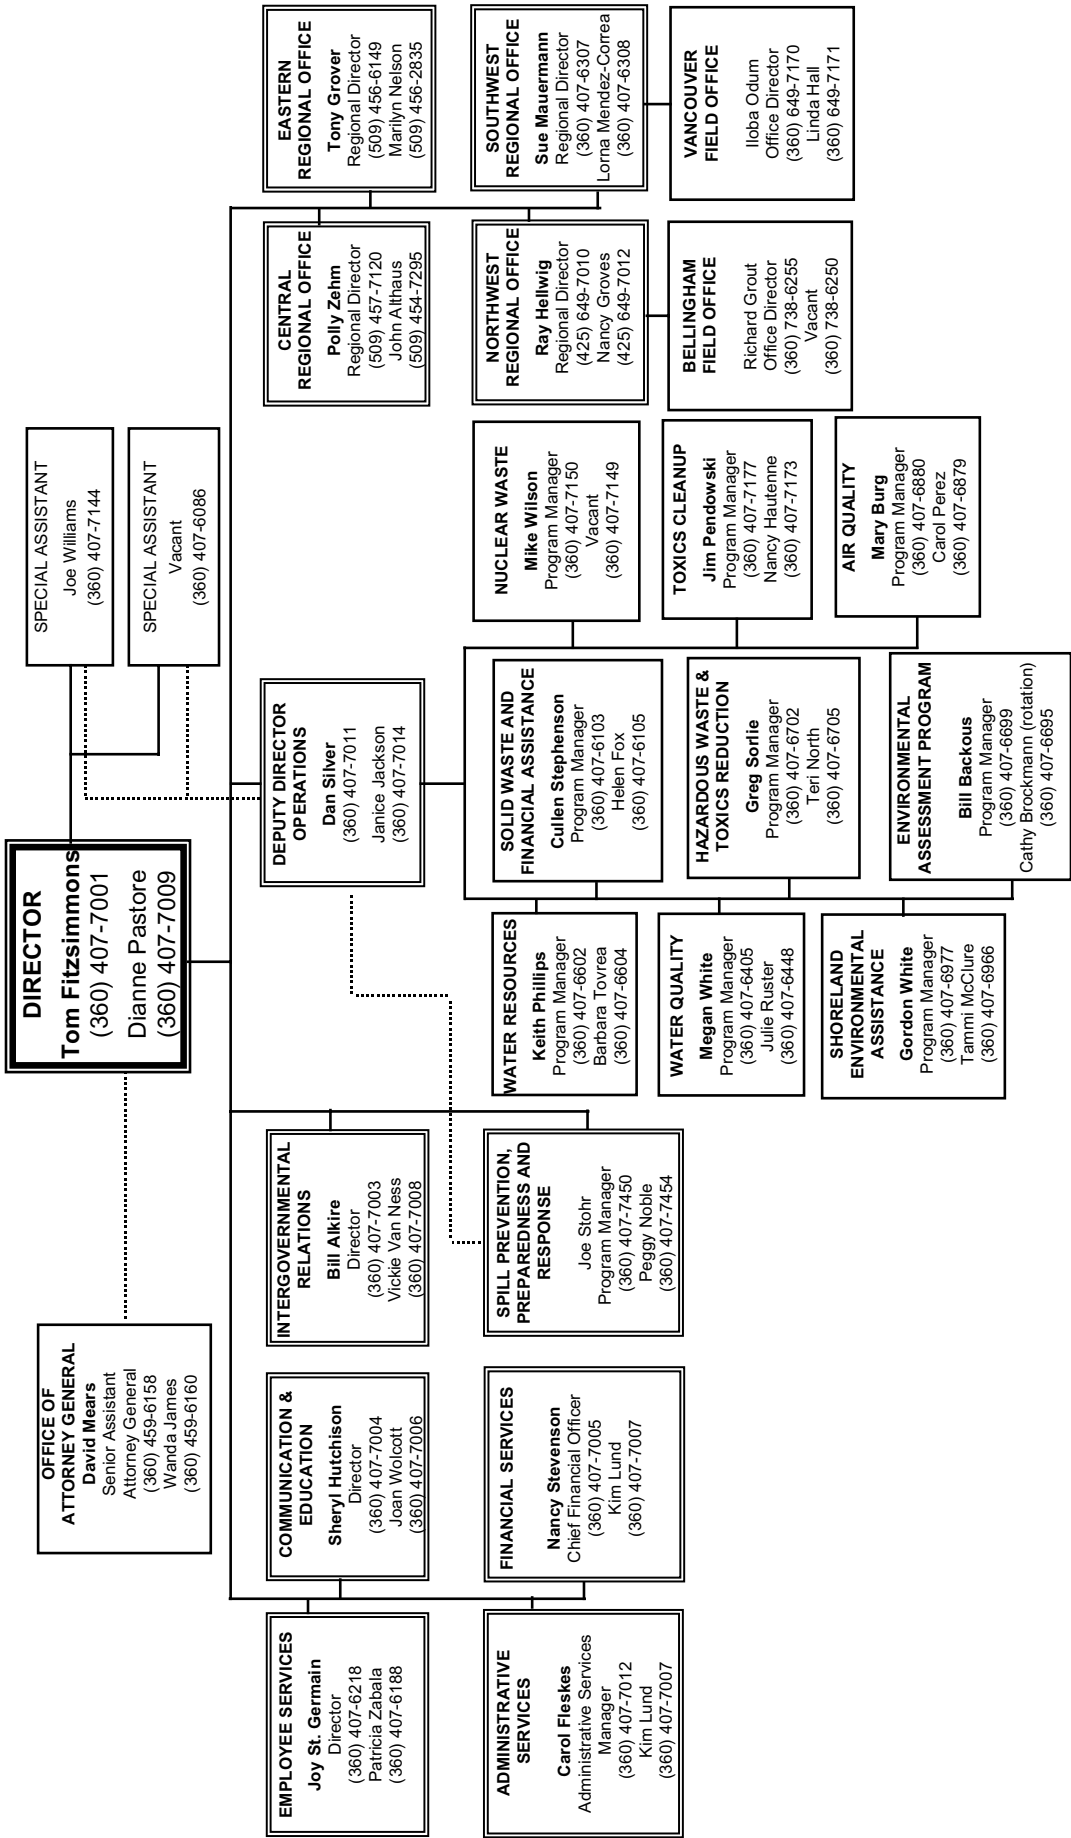 DIRECTOR
Tom Fitzsimmons
(360) 407-7001
Dianne Pastore
(360) 407-7009
OFFICE OF
ATTORNEY GENERAL
David Mears
Senior Assistant
Attorney General
(360) 459-6158
Wanda James
(360) 459-6160
SPECIAL ASSISTANT
Joe Williams
(360) 407-7144
SPECIAL ASSISTANT
Vacant
(360) 407-6086
EMPLOYEE SERVICES
Joy St. Germain
Director
(360) 407-6218
Patricia Zabala
(360) 407-6188
COMMUNICATION &
EDUCATION
Sheryl Hutchison
Director
(360) 407-7004
Joan Wolcott
(360) 407-7006
INTERGOVERNMENTAL
RELATIONS
Bill Alkire
Director
(360) 407-7003
Vickie Van Ness
(360) 407-7008
DEPUTY DIRECTOR
OPERATIONS
Dan Silver
(360) 407-7011
Janice Jackson
(360) 407-7014
CENTRAL
REGIONAL OFFICE
Polly Zehm
Regional Director
(509) 457-7120
John Althaus
(509) 454-7295
EASTERN
REGIONAL OFFICE
Tony Grover
Regional Director
(509) 456-6149
Marilyn Nelson
(509) 456-2835
ADMINISTRATIVE
SERVICES
Carol Fleskes
Administrative Services
Manager
(360) 407-7012
Kim Lund
(360) 407-7007
FINANCIAL SERVICES
Nancy Stevenson
Chief Financial Officer
(360) 407-7005
Kim Lund
(360) 407-7007
SPILL PREVENTION,
PREPAREDNESS AND
RESPONSE
Joe Stohr
Program Manager
(360) 407-7450
Peggy Noble
(360) 407-7454
WATER RESOURCES
Keith Phillips
Program Manager
(360) 407-6602
Barbara Tovrea
(360) 407-6604
SOLID WASTE AND
FINANCIAL ASSISTANCE
Cullen Stephenson
Program Manager
(360) 407-6103
Helen Fox
(360) 407-6105
NUCLEAR WASTE
Mike Wilson
Program Manager
(360) 407-7150
Vacant
(360) 407-7149
NORTHWEST
REGIONAL OFFICE
Ray Hellwig
Regional Director
(425) 649-7010
Nancy Groves
(425) 649-7012
SOUTHWEST
REGIONAL OFFICE
Sue Mauermann
Regional Director
(360) 407-6307
Lorna Mendez-Correa
(360) 407-6308
WATER QUALITY
Megan White
Program Manager
(360) 407-6405
Julie Ruster
(360) 407-6448
HAZARDOUS WASTE &
TOXICS REDUCTION
Greg Sorlie
Program Manager
(360) 407-6702
Teri North
(360) 407-6705
TOXICS CLEANUP
Jim Pendowski
Program Manager
(360) 407-7177
Nancy Hautenne
(360) 407-7173
BELLINGHAM
FIELD OFFICE
Richard Grout
Office Director
(360) 738-6255
Vacant
(360) 738-6250
VANCOUVER
FIELD OFFICE
Iloba Odum
Office Director
(360) 649-7170
Linda Hall
(360) 649-7171
SHORELAND
ENVIRONMENTAL
ASSISTANCE
Gordon White
Program Manager
(360) 407-6977
Tammi McClure
(360) 407-6966
ENVIRONMENTAL
ASSESSMENT PROGRAM
Bill Backous
Program Manager
(360) 407-6699
Cathy Brockmann (rotation)
(360) 407-6695
AIR QUALITY
Mary Burg
Program Manager
(360) 407-6880
Carol Perez
(360) 407-6879